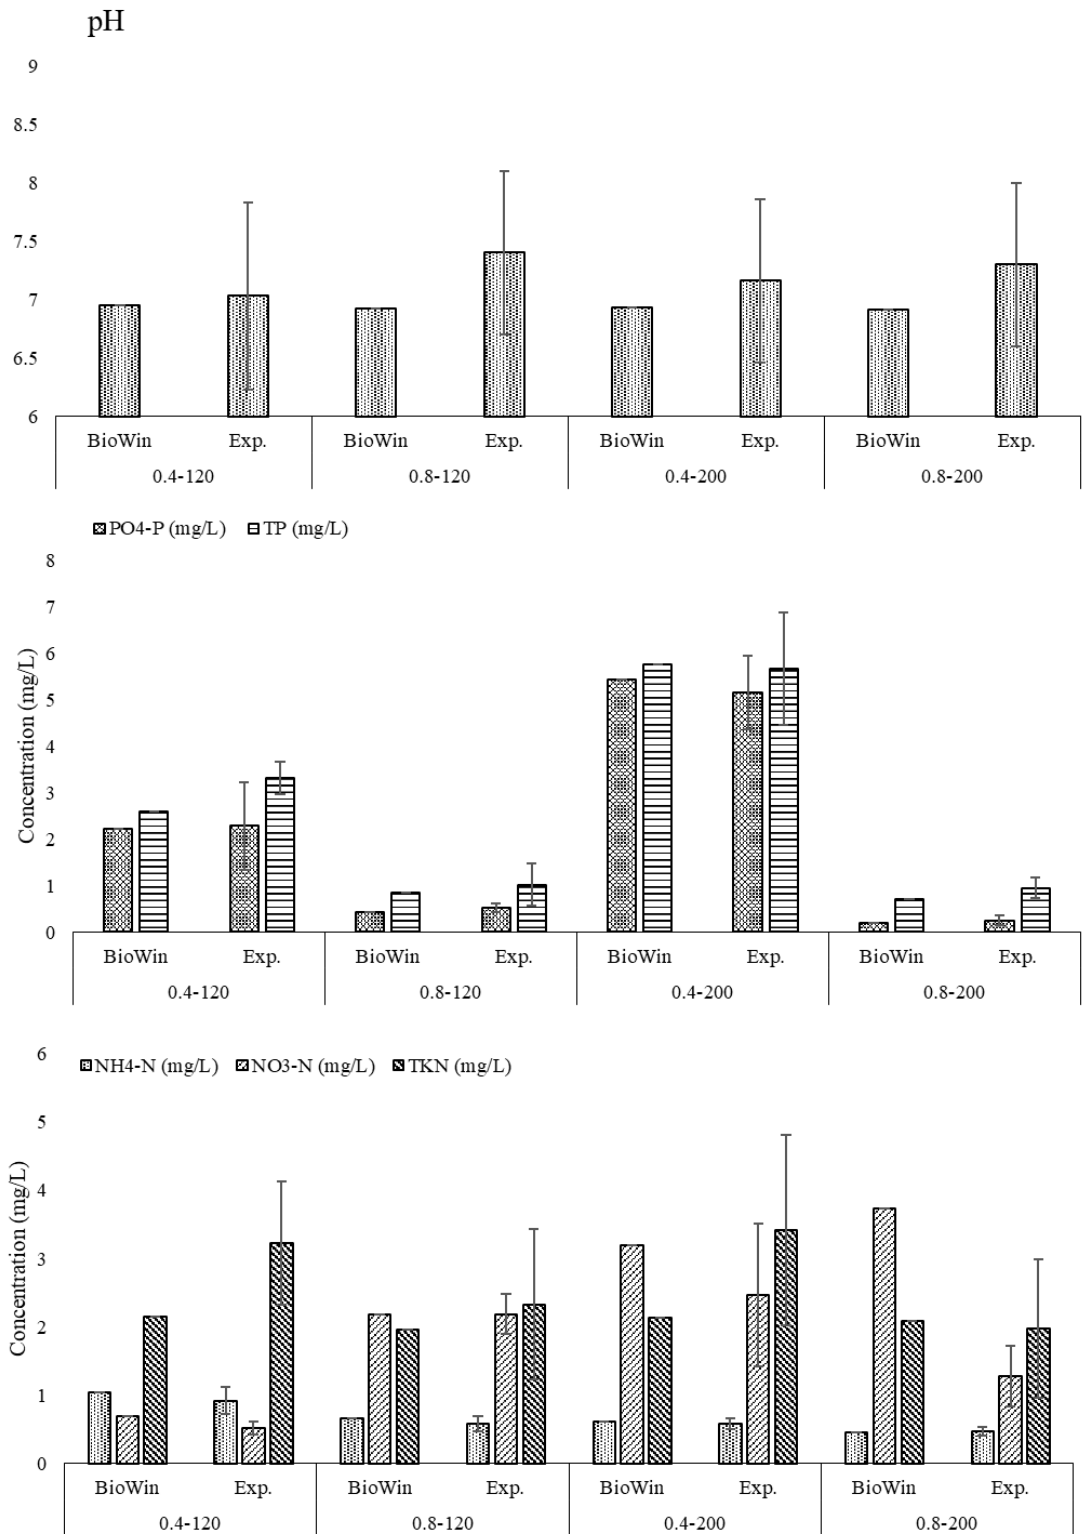 pH
9
8.5
8
7.5
7
6.5
6
BioWin Exp. BioWin Exp. BioWin Exp. BioWin Exp.
0.4-120 0.8-120 0.4-200 0.8-200
PO4-P (mg/L) TP (mg/L)
Concentration (mg/L)
8
7
6
5
4
3
2
1
0
BioWin Exp. BioWin Exp. BioWin Exp. BioWin Exp.
0.4-120 0.8-120 0.4-200 0.8-200
NH4-N (mg/L) NO3-N (mg/L) TKN (mg/L)
Concentration (mg/L)
6
5
4
3
2
1
0
BioWin Exp. BioWin Exp. BioWin Exp. BioWin Exp.
0.4-120 0.8-120 0.4-200 0.8-200